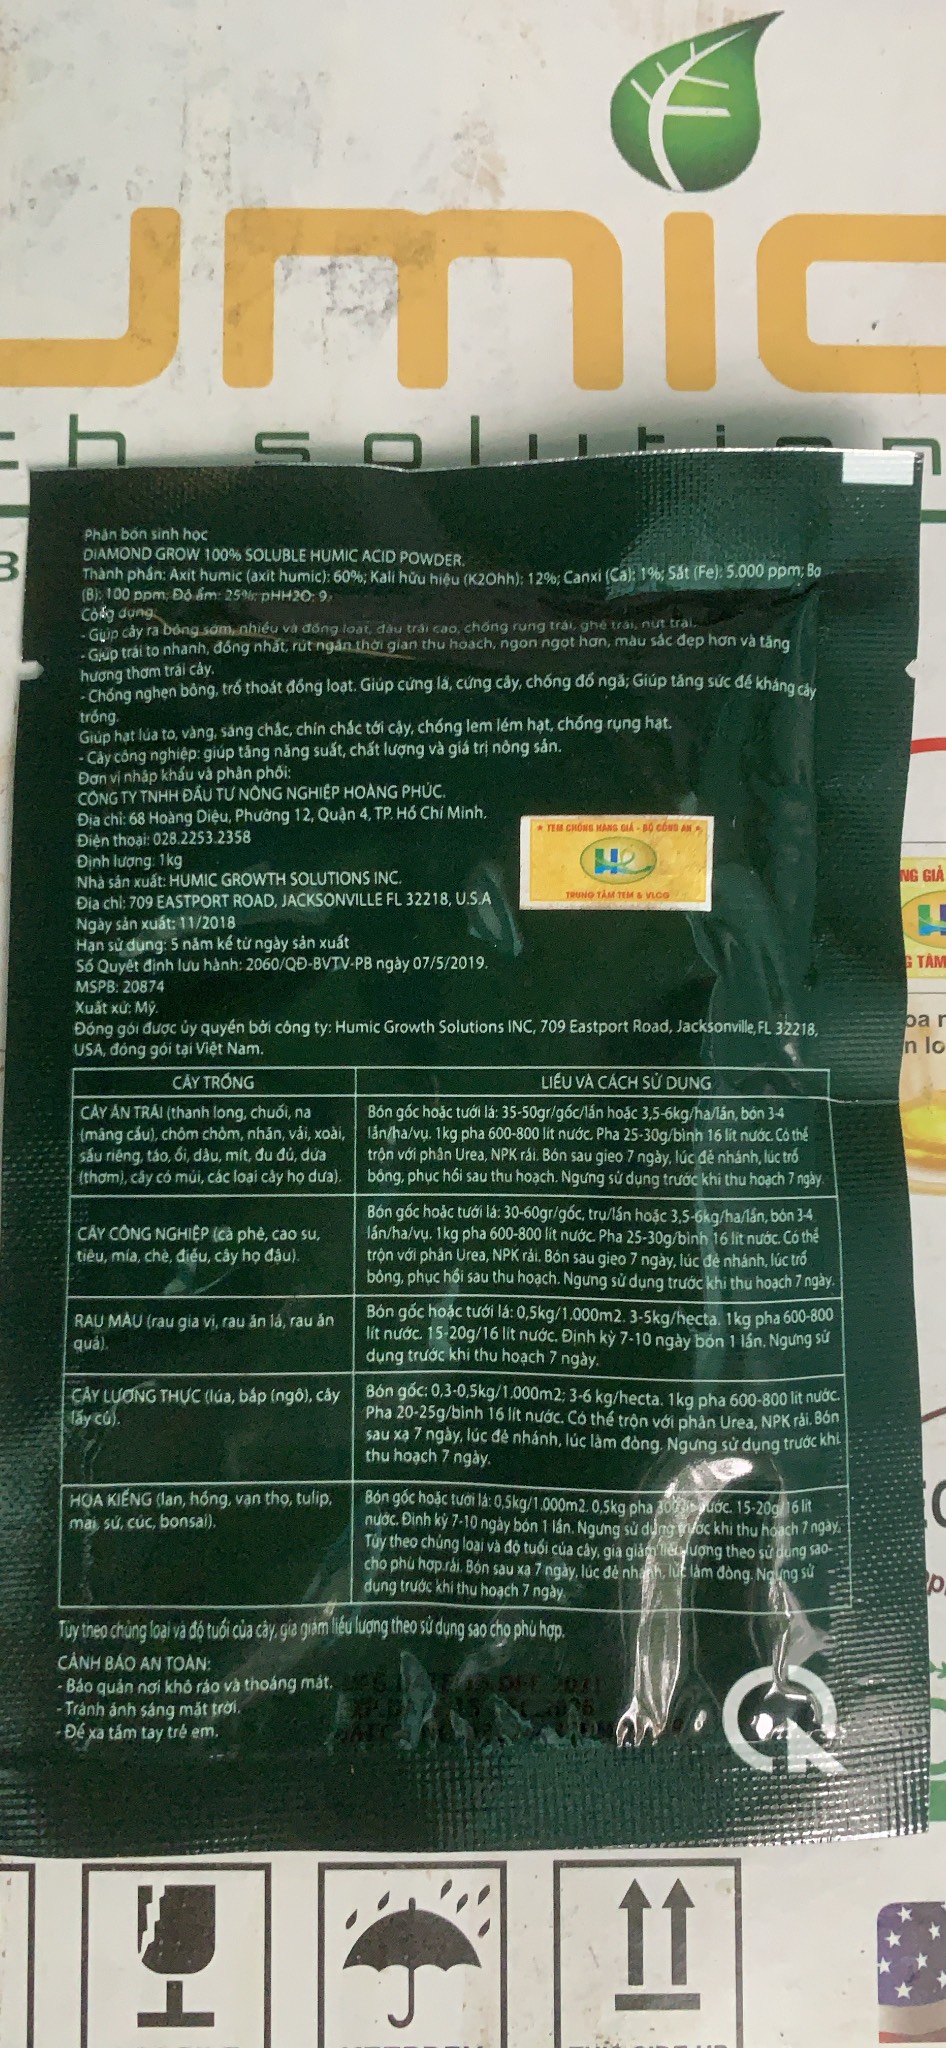 umic
ch solution
Phân bón sinh học
DIAMOND GROW 100% SOLUBLE HUMIC ACID POWDER.
Thành phần: Axit humic (axit humic): 60%; Kali hữu hiệu (K2Ohh): 12%; Canxi (Ca): 1%; Sắt (Fe): 5.000 ppm; Bo
(B): 100 ppm; Độ ẩm: 25%; pHH2O: 9.
Công dụng:
- Giúp cây ra bông sớm, nhiều và đồng loạt, đậu trái cao, chống rụng trái, ghẻ trái, nứt trái.
- Giúp trái to nhanh, đồng nhất, rút ngắn thời gian thu hoạch, ngon ngọt hơn, màu sắc đẹp hơn và tăng
hương thơm trái cây.
- Chống nghẹn bông, trổ thoát đồng loạt. Giúp cứng lá, cứng cây, chống đổ ngã; Giúp tăng sức đề kháng cây
trồng.
Giúp hạt lúa to, vàng, sáng chắc, chín chắc tới cậy, chống lem lém hạt, chống rụng hạt.
- Cây công nghiệp: giúp tăng năng suất, chất lượng và giá trị nông sản.
Đơn vị nhập khẩu và phân phối:
CÔNG TY TNHH ĐẦU TƯ NÔNG NGHIỆP HOÀNG PHÚC.
Địa chỉ: 68 Hoàng Diệu, Phường 12, Quận 4, TP. Hồ Chí Minh.
Điện thoại: 028.2253.2358
Định lượng: 1kg
Nhà sản xuất: HUMIC GROWTH SOLUTIONS INC.
Địa chỉ: 709 EASTPORT ROAD, JACKSONVILLE FL 32218, U.S.A
Ngày sản xuất: 11/2018
Hạn sử dụng: 5 năm kể từ ngày sản xuất
Số Quyết định lưu hành: 2060/QĐ-BVTV-PB ngày 07/5/2019.
MSPB: 20874
Xuất xứ: Mỹ.
Đóng gói được ủy quyền bởi công ty: Humic Growth Solutions INC, 709 Eastport Road, Jacksonville, FL 32218,
USA, đóng gói tại Việt Nam.
★ TEM CHỐNG HÀNG GIẢ - BỘ CÔNG AN ★
TRUNG TÂM TEM & VLOG
NG GIẢ
G TÂM
CÂY TRỒNG
LIỀU VÀ CÁCH SỬ DỤNG
CÂY ĂN TRÁI (thanh long, chuối, na
(mãng cầu), chôm chôm, nhãn, vải, xoài,
sầu riêng, táo, ổi, dâu, mít, đu đủ, dứa
(thơm), cây có múi, các loại cây họ dưa).
Bón gốc hoặc tưới lá: 35-50gr/gốc/lần hoặc 3,5-6kg/ha/lần, bón 3-4
lần/ha/vụ. 1kg pha 600-800 lít nước. Pha 25-30g/bình 16 lít nước. Có thể
trộn với phân Urea, NPK rải. Bón sau gieo 7 ngày, lúc đẻ nhánh, lúc trổ
bông, phục hồi sau thu hoạch. Ngưng sử dụng trước khi thu hoạch 7 ngày.
CÂY CÔNG NGHIỆP (cà phê, cao su,
tiêu, mía, chè, điều, cây họ đậu).
Bón gốc hoặc tưới lá: 30-60gr/gốc, trụ/lần hoặc 3,5-6kg/ha/lần, bón 3-4
lần/ha/vụ. 1kg pha 600-800 lít nước. Pha 25-30g/bình 16 lít nước. Có thể
trộn với phân Urea, NPK rải. Bón sau gieo 7 ngày, lúc đẻ nhánh, lúc trổ
bông, phục hồi sau thu hoạch. Ngưng sử dụng trước khi thu hoạch 7 ngày.
RAU MÀU (rau gia vị, rau ăn lá, rau ăn
quả).
Bón gốc hoặc tưới lá: 0,5kg/1.000m2. 3-5kg/hecta. 1kg pha 600-800
lít nước. 15-20g/16 lít nước. Định kỳ 7-10 ngày bón 1 lần. Ngưng sử
dụng trước khi thu hoạch 7 ngày.
CÂY LƯƠNG THỰC (lúa, bắp (ngô), cây
lấy củ).
Bón gốc: 0,3-0,5kg/1.000m2; 3-6 kg/hecta. 1kg pha 600-800 lít nước.
Pha 20-25g/bình 16 lít nước. Có thể trộn với phân Urea, NPK rải. Bón
sau xạ 7 ngày, lúc đẻ nhánh, lúc làm đòng. Ngưng sử dụng trước khi
thu hoạch 7 ngày.
HOA KIỂNG (lan, hồng, vạn thọ, tulip,
mai, sứ, cúc, bonsai).
Bón gốc hoặc tưới lá: 0,5kg/1.000m2. 0,5kg pha nước. 15-20g/16 lít
nước. Định kỳ 7-10 ngày bón 1 lần. Ngưng sử dụng trước khi thu hoạch 7 ngày.
Tùy theo chủng loại và độ tuổi của cây, gia giảm liều lượng theo sử dụng sao
cho phù hợp.rải. Bón sau xạ 7 ngày, lúc đẻ nhánh, lúc làm đòng. Ngưng sử
dụng trước khi thu hoạch 7 ngày.
Tùy theo chủng loại và độ tuổi của cây, gia giảm liều lượng theo sử dụng sao cho phù hợp.
CẢNH BÁO AN TOÀN:
- Bảo quản nơi khô ráo và thoáng mát.
- Tránh ánh sáng mặt trời.
- Để xa tầm tay trẻ em.